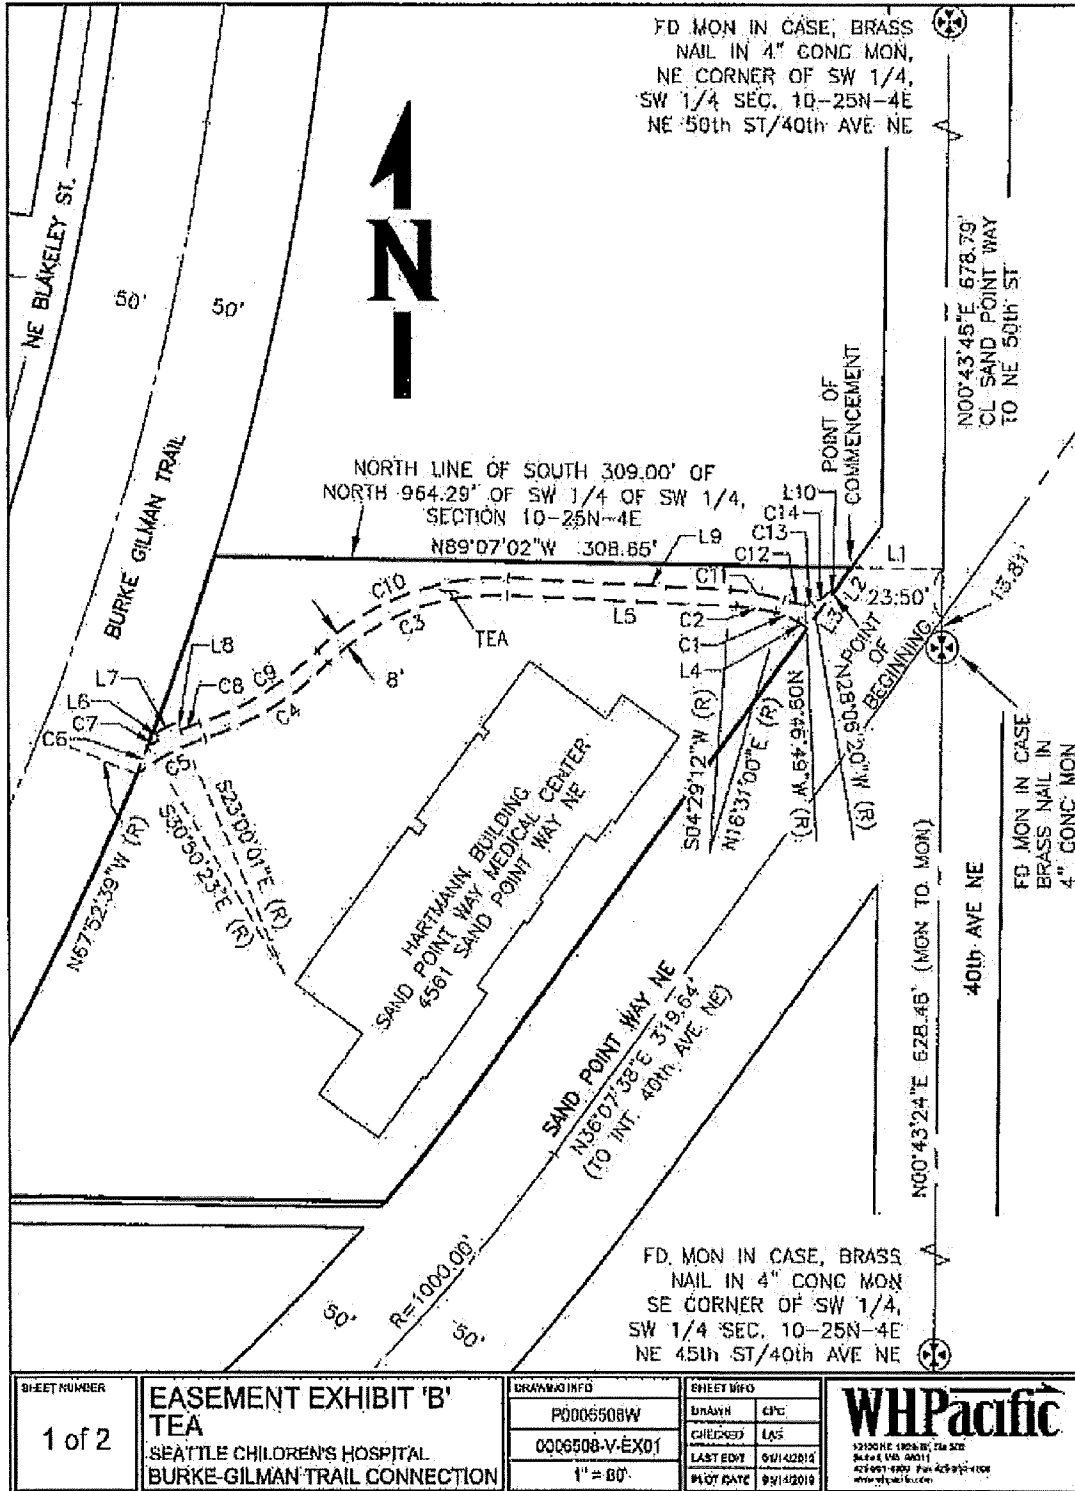 FD MON IN CASE, BRASS
NAIL IN 4" CONC MON,
NE CORNER OF SW 1/4,
SW 1/4 SEC. 10-25N-4E
NE 50th ST/40th AVE NE
N
NE BLAKELEY ST.
50'
50'
BURKE GILMAN TRAIL
N00°43'45"E 678.79'
CL SAND POINT WAY
TO NE 50th ST
POINT OF
COMMENCEMENT
NORTH LINE OF SOUTH 309.00' OF
NORTH 964.29' OF SW 1/4 OF SW 1/4,
SECTION 10-25N-4E
N89°07'02"W 308.65'
L10
C14
C13
C12
C11
L9
L1
L2
23.50'
13.81'
L3
POINT
OF
BEGINNING
C10
C3
TEA
L5
C2
C1
L4
8'
L8
L7
L6
C8
C9
C7
C6
C5
C4
S04°29'12"W (R)
N16°31'00"E (R)
N09°46'49"W (R)
N28°06'20"W (R)
S23°00'01"E (R)
S30°50'23"E (R)
N67°52'39"W (R)
HARTMANN BUILDING
SAND POINT WAY MEDICAL CENTER
4561 SAND POINT WAY NE
FD MON IN CASE
BRASS NAIL IN
4" CONC MON
40th AVE NE
N00°43'24"E 628.46' (MON TO MON)
SAND POINT WAY NE
N36°07'38"E 319.64'
(TO INT. 40th AVE NE)
R=1000.00'
50'
50'
FD MON IN CASE, BRASS
NAIL IN 4" CONC MON
SE CORNER OF SW 1/4,
SW 1/4 SEC. 10-25N-4E
NE 45th ST/40th AVE NE
SHEET NUMBER
1 of 2
EASEMENT EXHIBIT 'B'
TEA
SEATTLE CHILDREN'S HOSPITAL
BURKE-GILMAN TRAIL CONNECTION
DRAWING INFO
P0006508W
0006508-V-EX01
1" = 80'
SHEET INFO
DRAWN
CHECKED
LAST EDIT
PLOT DATE
WHPacific